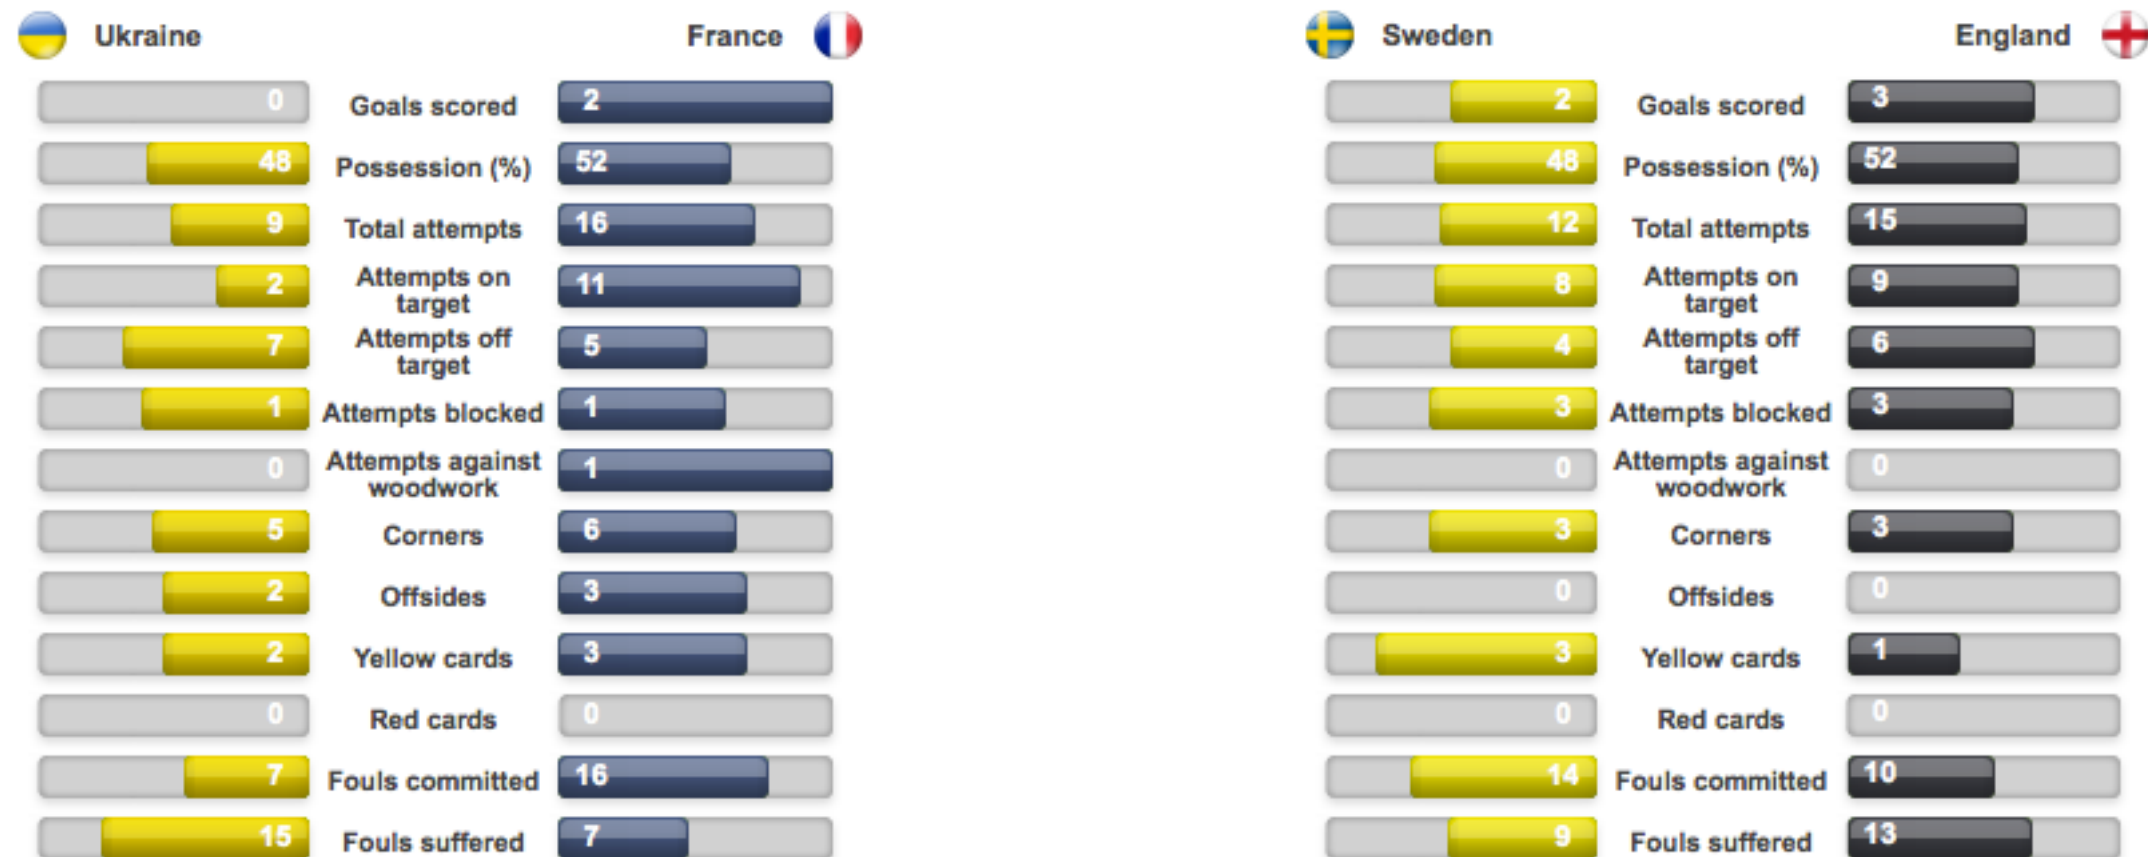 Ukraine France
0 Goals scored 2
48 Possession (%) 52
9 Total attempts 16
2 Attempts on target 11
7 Attempts off target 5
1 Attempts blocked 1
0 Attempts against woodwork 1
5 Corners 6
2 Offsides 3
2 Yellow cards 3
0 Red cards 0
7 Fouls committed 16
15 Fouls suffered 7
Sweden England
2 Goals scored 3
48 Possession (%) 52
12 Total attempts 15
8 Attempts on target 9
4 Attempts off target 6
3 Attempts blocked 3
0 Attempts against woodwork 0
3 Corners 3
0 Offsides 0
3 Yellow cards 1
0 Red cards 0
14 Fouls committed 10
9 Fouls suffered 13